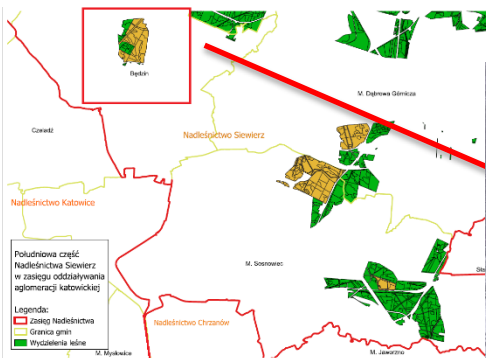 Będzin
M. Dąbrowa Górnicza
Czeladź
Nadleśnictwo Siewierz
Nadleśnictwo Katowice
Południowa część
Nadleśnictwa Siewierz
w zasięgu oddziaływania
aglomeracji katowickiej
Legenda:
Zasięg Nadleśnictwa
Granica gmin
Wydzielenia leśne
M. Sosnowiec
Nadleśnictwo Chrzanów
M. Mysłowice
M. Jaworzno